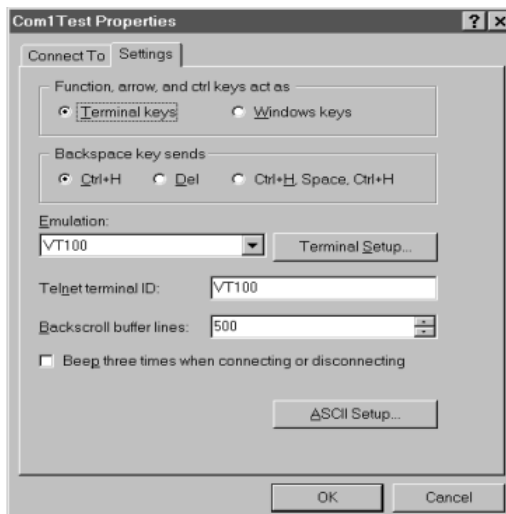 Com1Test Properties
Connect To Settings
Function, arrow, and ctrl keys act as
Terminal keys Windows keys
Backspace key sends
Ctrl+H Del Ctrl+H, Space, Ctrl+H
Emulation:
VT100 Terminal Setup...
Telnet terminal ID: VT100
Backscroll buffer lines: 500
Beep three times when connecting or disconnecting
ASCII Setup...
OK Cancel